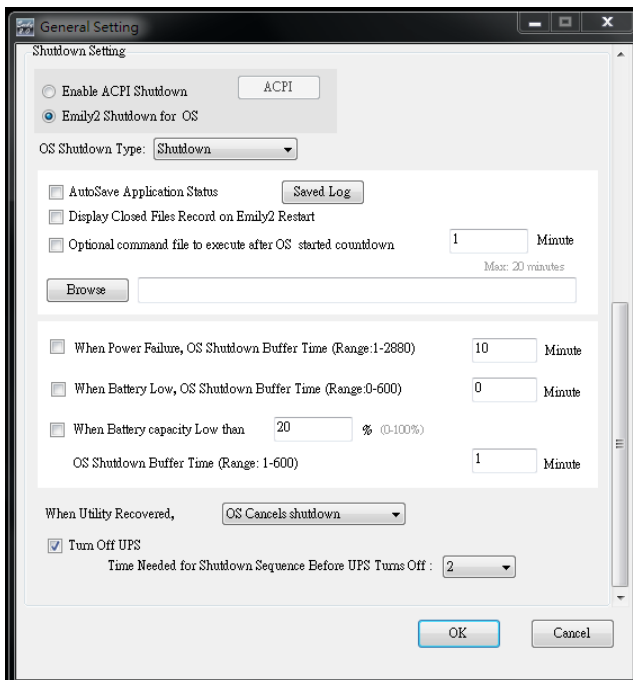 General Setting
Shutdown Setting
Enable ACPI Shutdown ACPI
Emily2 Shutdown for OS
OS Shutdown Type: Shutdown
AutoSave Application Status Saved Log
Display Closed Files Record on Emily2 Restart
Optional command file to execute after OS started countdown 1 Minute
Max: 20 minutes
Browse
When Power Failure, OS Shutdown Buffer Time (Range:1-2880) 10 Minute
When Battery Low, OS Shutdown Buffer Time (Range:0-600) 0 Minute
When Battery capacity Low than 20 % (0-100%)
OS Shutdown Buffer Time (Range: 1-600) 1 Minute
When Utility Recovered, OS Cancels shutdown
Turn Off UPS
Time Needed for Shutdown Sequence Before UPS Turns Off : 2
OK Cancel